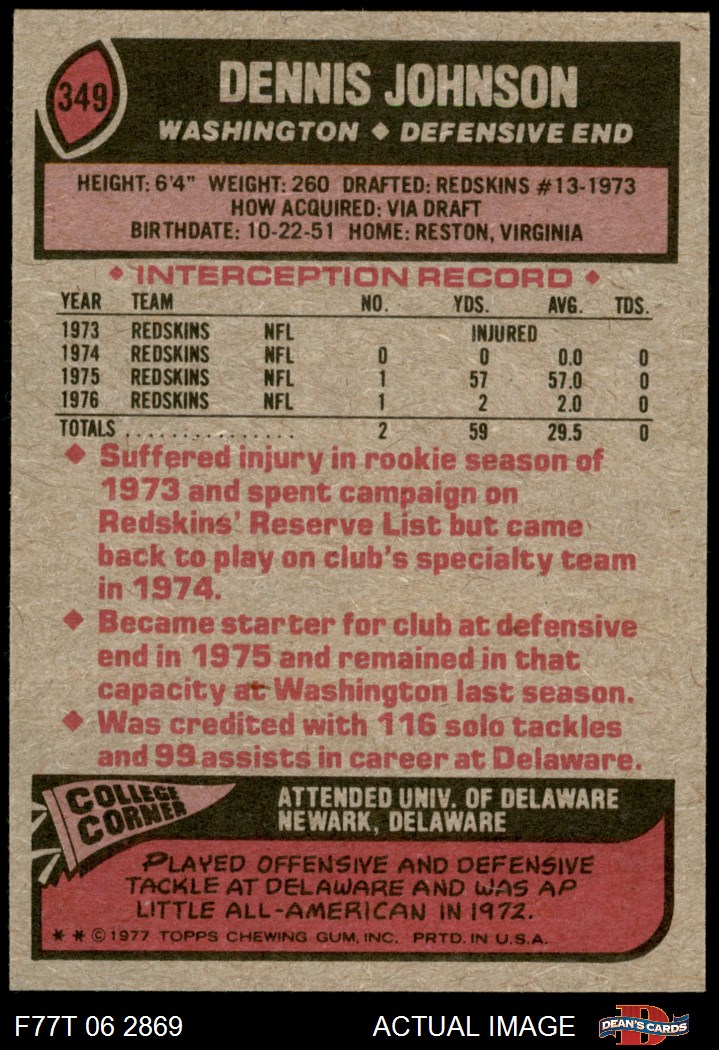 349
DENNIS JOHNSON
WASHINGTON ◆ DEFENSIVE END
HEIGHT: 6'4" WEIGHT: 260 DRAFTED: REDSKINS #13-1973
HOW ACQUIRED: VIA DRAFT
BIRTHDATE: 10-22-51 HOME: RESTON, VIRGINIA
◆ INTERCEPTION RECORD ◆
YEAR TEAM NO. YDS. AVG. TDS.
1973 REDSKINS NFL INJURED
1974 REDSKINS NFL 0 0 0.0 0
1975 REDSKINS NFL 1 57 57.0 0
1976 REDSKINS NFL 1 2 2.0 0
TOTALS ................ 2 59 29.5 0
◆ Suffered injury in rookie season of
1973 and spent campaign on
Redskins' Reserve List but came
back to play on club's specialty team
in 1974.
◆ Became starter for club at defensive
end in 1975 and remained in that
capacity at Washington last season.
◆ Was credited with 116 solo tackles
and 99 assists in career at Delaware.
COLLEGE
CORNER
ATTENDED UNIV. OF DELAWARE
NEWARK, DELAWARE
PLAYED OFFENSIVE AND DEFENSIVE
TACKLE AT DELAWARE AND WAS AP
LITTLE ALL-AMERICAN IN 1972.
** © 1977 TOPPS CHEWING GUM, INC. PRTD. IN U.S.A.
F77T 06 2869 ACTUAL IMAGE D DEAN'S CARDS